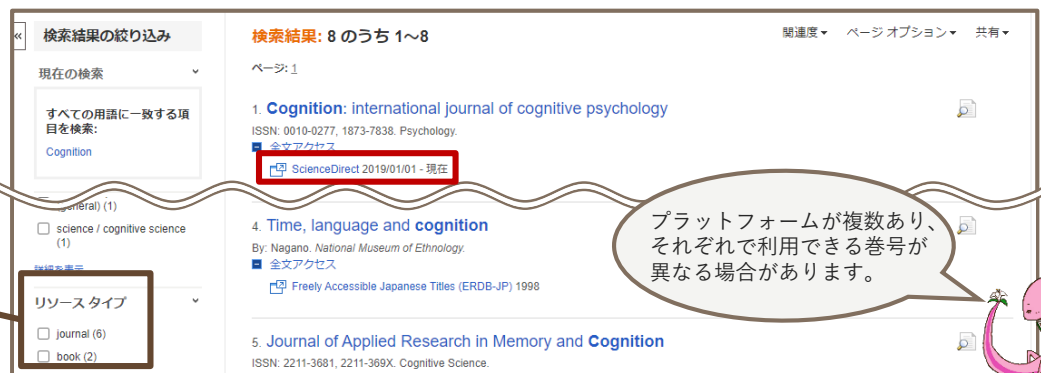 «
検索結果の絞り込み
現在の検索
すべての用語に一致する項
目を検索:
Cognition
(general) (1)
science / cognitive science
(1)
詳細を表示
リソース タイプ
journal (6)
book (2)
検索結果: 8 のうち 1～8
関連度
ページ オプション
共有
ページ: 1
1. Cognition: international journal of cognitive psychology
ISSN: 0010-0277, 1873-7838. Psychology.
全文アクセス
ScienceDirect 2019/01/01 - 現在
4. Time, language and cognition
By: Nagano. National Museum of Ethnology.
全文アクセス
Freely Accessible Japanese Titles (ERDB-JP) 1998
5. Journal of Applied Research in Memory and Cognition
ISSN: 2211-3681, 2211-369X. Cognitive Science.
プラットフォームが複数あり、
それぞれで利用できる巻号が
異なる場合があります。